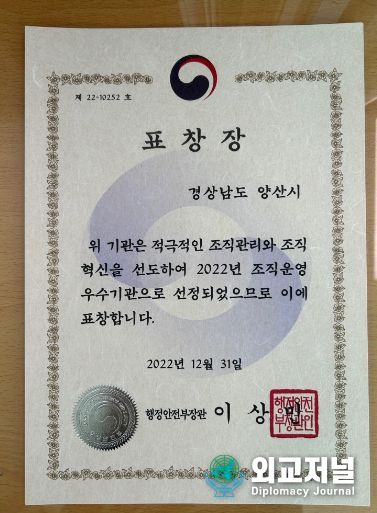 제 22-10252 호
표 창 장
경상남도 양산시
위 기관은 적극적인 조직관리와 조직
혁신을 선도하여 2022년 조직운영
우수기관으로 선정되었으므로 이에
표창합니다.
2022년 12월 31일
행정안전부장관 이 상 민
외교저널
Diplomacy Journal